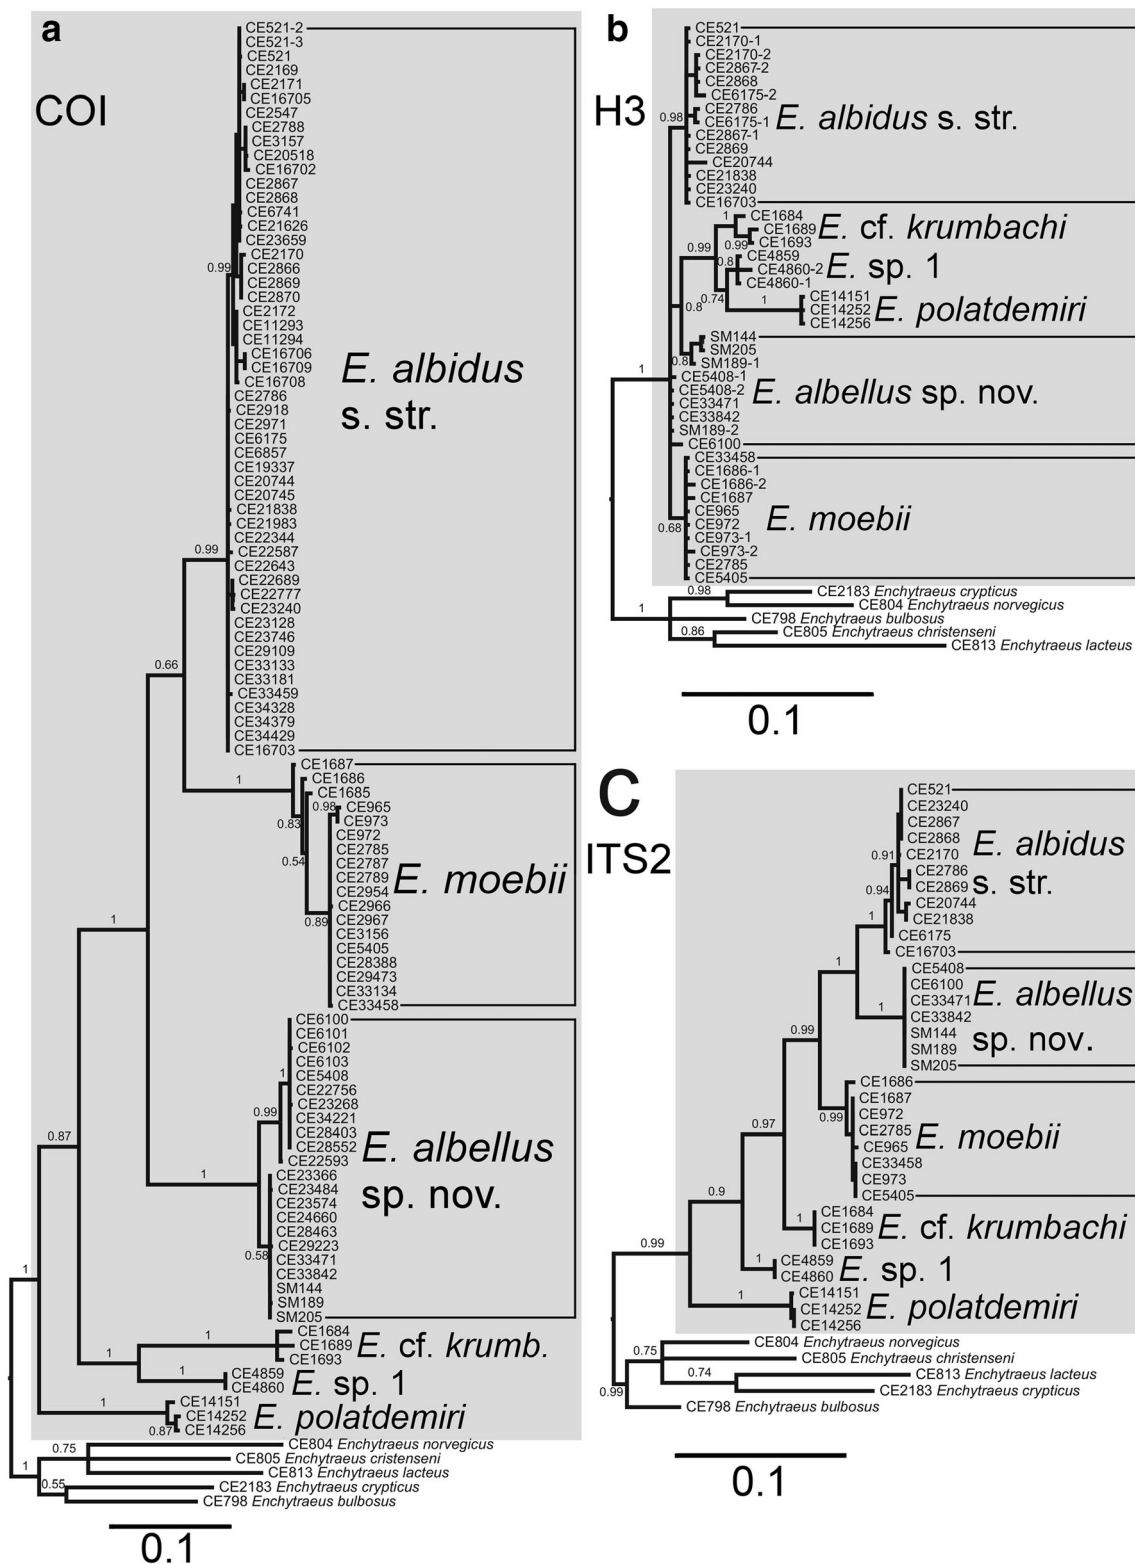 a
COI
CE521-2
CE521-3
CE521
CE2169
CE2171
CE16705
CE2547
CE2788
CE3157
CE20518
CE16702
CE2867
CE2868
CE6741
CE21626
CE23659
CE2170
0.99
CE2866
CE2869
CE2870
CE2172
CE11293
CE11294
CE16706
CE16709
CE16708
CE2786
CE2918
CE2971
CE6175
CE6857
CE19337
CE20744
CE20745
CE21838
CE21983
CE22344
0.99
CE22587
CE22643
CE22689
CE22777
CE23240
CE23128
CE23746
CE29109
CE33133
0.66
CE33181
CE33459
CE34328
CE34379
CE34429
CE16703
E. albidus
s. str.
CE1687
CE1686
1
CE1685
0.98
CE965
CE973
0.83
CE972
CE2785
0.54
CE2787
CE2789
CE2954
CE2966
0.89
CE2967
1
CE3156
CE5405
CE28388
CE29473
CE33134
CE33458
E. moebii
CE6100
CE6101
CE6102
CE6103
1
CE5408
CE22756
CE23268
0.99
CE34221
CE28403
0.87
CE28552
CE22593
1
CE23366
CE23484
CE23574
CE24660
CE28463
CE29223
0.58
CE33471
CE33842
1
SM144
SM189
SM205
E. albellus
sp. nov.
CE1684
1
CE1689
CE1693
E. cf. krumb.
1
1
CE4859
CE4860
E. sp. 1
1
CE14151
CE14252
0.87
CE14256
E. polatdemiri
0.75
CE804 Enchytraeus norvegicus
CE805 Enchytraeus cristenseni
1
CE813 Enchytraeus lacteus
0.55
CE2183 Enchytraeus crypticus
CE798 Enchytraeus bulbosus
0.1
b
H3
CE521
CE2170-1
CE2170-2
CE2867-2
CE2868
CE6175-2
CE2786
0.98
CE6175-1
CE2867-1
CE2869
CE20744
CE21838
CE23240
CE16703
E. albidus s. str.
1
CE1684
CE1689
0.99
0.99
CE1693
E. cf. krumbachi
0.8
CE4859
CE4860-2
CE4860-1
E. sp. 1
0.74
1
CE14151
0.8
CE14252
CE14256
E. polatdemiri
SM144
SM205
0.8
SM189-1
1
CE5408-1
CE5408-2
CE33471
CE33842
SM189-2
CE6100
E. albellus sp. nov.
CE33458
CE1686-1
CE1686-2
CE1687
CE965
CE972
0.68
CE973-1
CE973-2
CE2785
CE5405
E. moebii
0.98
CE2183 Enchytraeus crypticus
CE804 Enchytraeus norvegicus
1
CE798 Enchytraeus bulbosus
0.86
CE805 Enchytraeus christenseni
CE813 Enchytraeus lacteus
0.1
C
ITS2
CE521
CE23240
CE2867
CE2868
0.91
CE2170
CE2786
0.94
CE2869
CE20744
1
CE21838
CE6175
CE16703
E. albidus
s. str.
1
CE5408
CE6100
CE33471
1
CE33842
0.99
SM144
SM189
SM205
E. albellus
sp. nov.
CE1686
CE1687
0.99
CE972
0.97
CE2785
CE965
CE33458
CE973
CE5405
E. moebii
0.9
CE1684
1
CE1689
CE1693
E. cf. krumbachi
0.99
1
CE4859
CE4860
E. sp. 1
1
CE14151
CE14252
CE14256
E. polatdemiri
CE804 Enchytraeus norvegicus
0.75
CE805 Enchytraeus christenseni
0.74
CE813 Enchytraeus lacteus
0.99
CE2183 Enchytraeus crypticus
CE798 Enchytraeus bulbosus
0.1